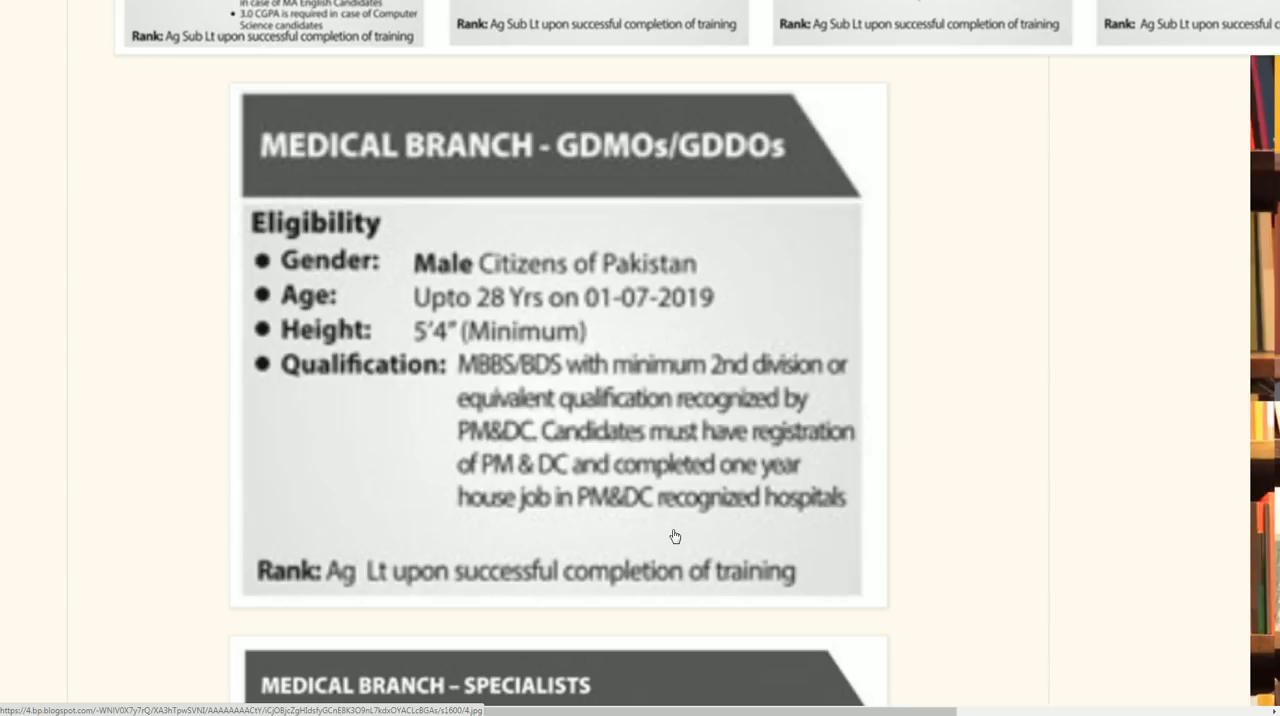 in case of MA English Candidates
• 3.0 CGPA is required in case of Computer
Science candidates
Rank: Ag Sub Lt upon successful completion of training
Rank: Ag Sub Lt upon successful completion of training
Rank: Ag Sub Lt upon successful completion of training
Rank: Ag Sub Lt upon successful c
MEDICAL BRANCH - GDMOs/GDDOs
Eligibility
• Gender: Male Citizens of Pakistan
• Age: Upto 28 Yrs on 01-07-2019
• Height: 5'4" (Minimum)
• Qualification: MBBS/BDS with minimum 2nd division or
equivalent qualification recognized by
PM&DC. Candidates must have registration
of PM & DC and completed one year
house job in PM&DC recognized hospitals
Rank: Ag Lt upon successful completion of training
MEDICAL BRANCH – SPECIALISTS